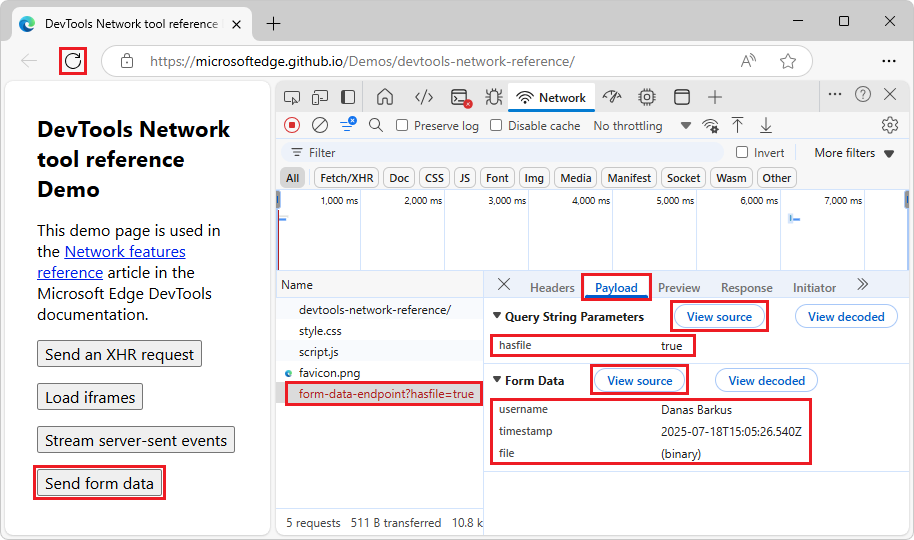 DevTools Network tool reference
https://microsoftedge.github.io/Demos/devtools-network-reference/
DevTools Network
tool reference
Demo
This demo page is used in
the Network features
reference article in the
Microsoft Edge DevTools
documentation.
Send an XHR request
Load iframes
Stream server-sent events
Send form data
Network
Preserve log
Disable cache
No throttling
Filter
Invert
More filters
All Fetch/XHR Doc CSS JS Font Img Media Manifest Socket Wasm Other
1,000 ms 2,000 ms 3,000 ms 4,000 ms 5,000 ms 6,000 ms 7,000 ms
Name
devtools-network-reference/
style.css
script.js
favicon.png
form-data-endpoint?hasfile=true
5 requests 511 B transferred 10.8 k
Headers Payload Preview Response Initiator
Query String Parameters View source View decoded
hasfile true
Form Data View source View decoded
username Danas Barkus
timestamp 2025-07-18T15:05:26.540Z
file (binary)